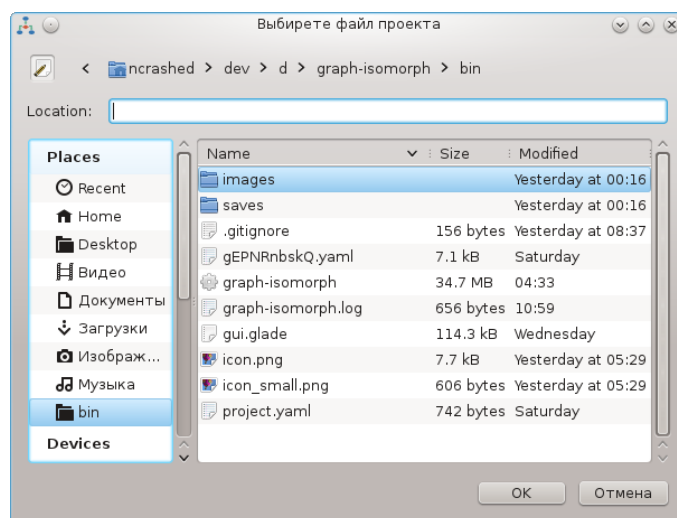 Выбирете файл проекта
ncrashed > dev > d > graph-isomorph > bin
Location:
Places
Recent
Home
Desktop
Видео
Документы
Загрузки
Изображ...
Музыка
bin
Devices
Name Size Modified
images Yesterday at 00:16
saves Yesterday at 00:16
.gitignore 156 bytes Yesterday at 08:37
gEPNRnbskQ.yaml 7.1 kB Saturday
graph-isomorph 34.7 MB 04:33
graph-isomorph.log 656 bytes 10:59
gui.glade 114.3 kB Wednesday
icon.png 7.7 kB Yesterday at 05:29
icon_small.png 606 bytes Yesterday at 05:29
project.yaml 742 bytes Saturday
OK Отмена